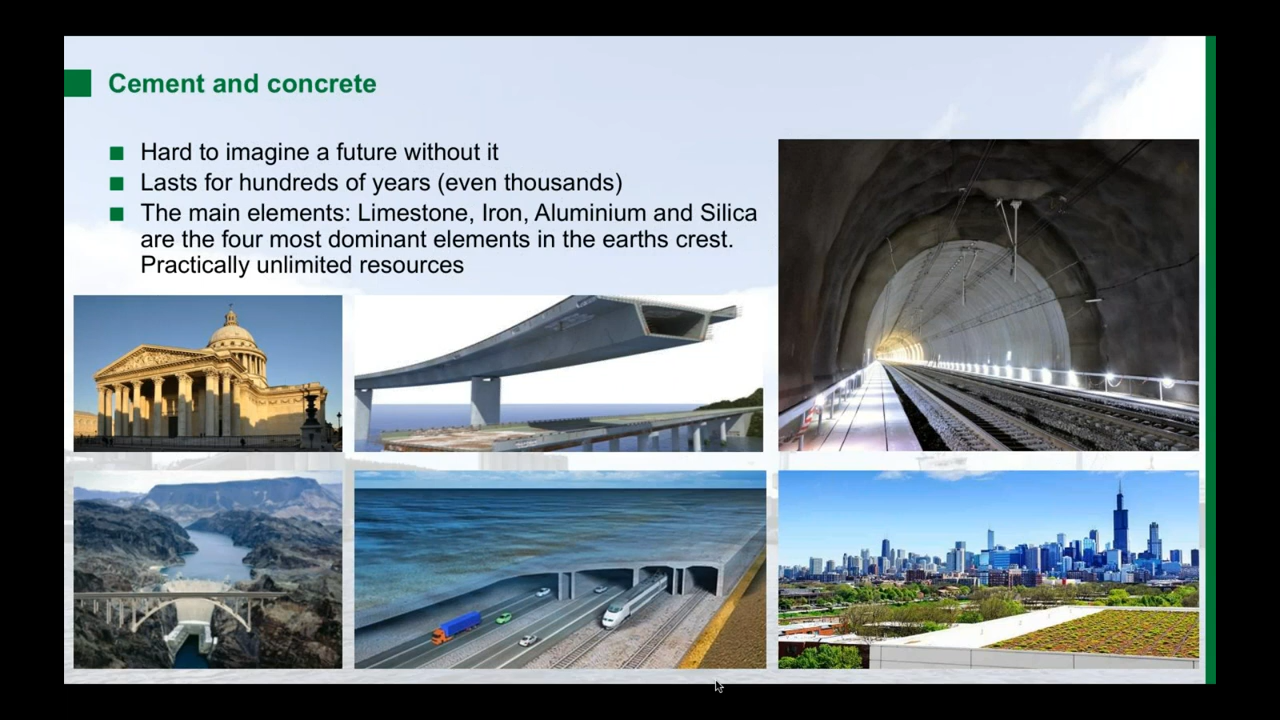 Cement and concrete
Hard to imagine a future without it
Lasts for hundreds of years (even thousands)
The main elements: Limestone, Iron, Aluminium and Silica
are the four most dominant elements in the earths crest.
Practically unlimited resources